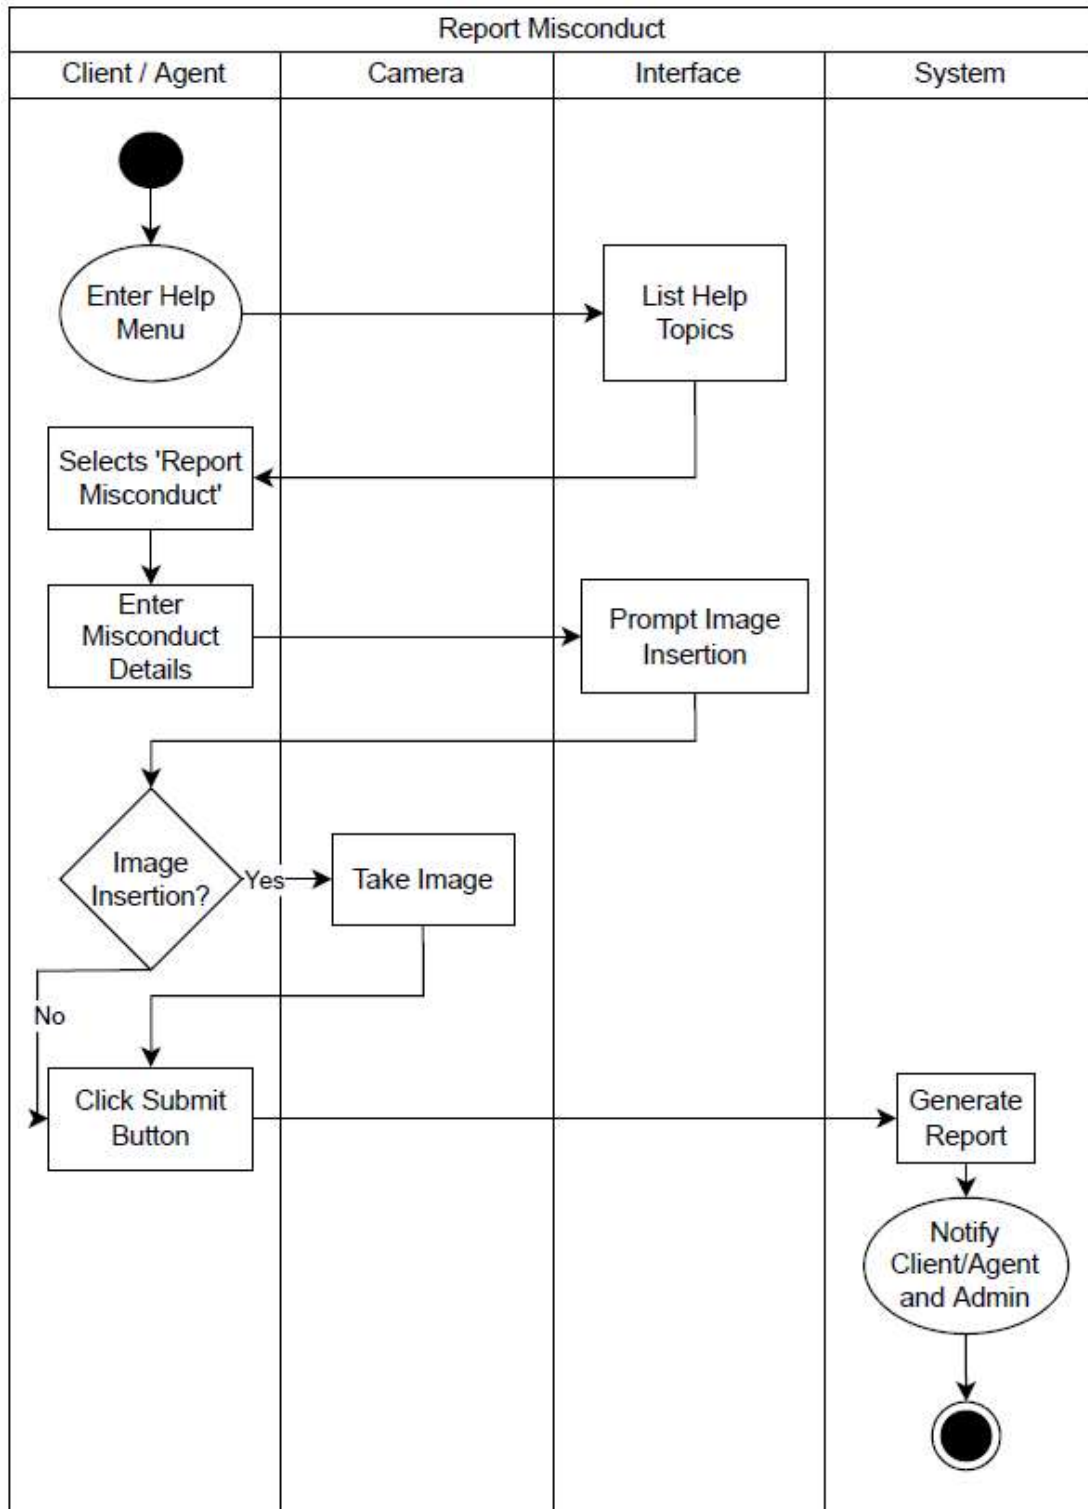 Report Misconduct
Client / Agent
Camera
Interface
System
Enter Help
Menu
List Help
Topics
Selects 'Report
Misconduct'
Enter
Misconduct
Details
Prompt Image
Insertion
Image
Insertion?
Yes
Take Image
No
Click Submit
Button
Generate
Report
Notify
Client/Agent
and Admin